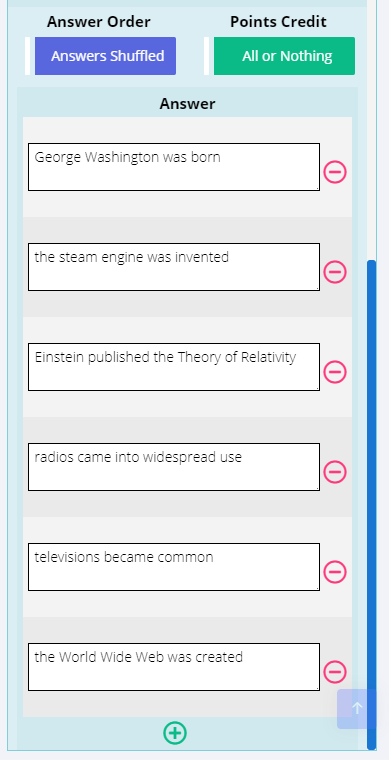 Answer Order Points Credit
Answers Shuffled All or Nothing
Answer
George Washington was born
the steam engine was invented
Einstein published the Theory of Relativity
radios came into widespread use
televisions became common
the World Wide Web was created